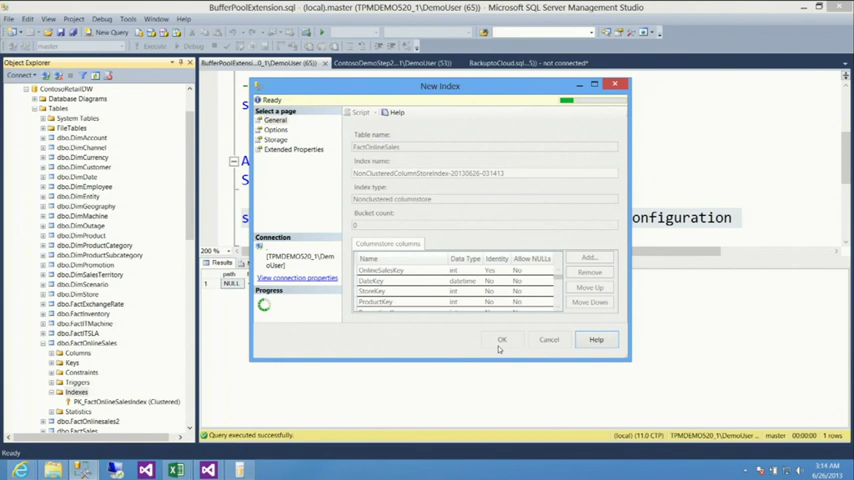 BufferPoolExtension.sql - (local).master (TPMDEMO520_1\DemoUser (65)) - Microsoft SQL Server Management Studio
File Edit View Project Debug Tools Window Help
New Query
master Execute Debug
Object Explorer
BufferPoolExtensi...0_1\DemoUser (65)) ContosoDemoStep2...1\DemoUser (53)) BackuptoCloud.sql...5)) - not connected*
Connect
ContosoRetailDW
Database Diagrams
Tables
System Tables
FileTables
dbo.DimAccount
dbo.DimChannel
dbo.DimCurrency
dbo.DimCustomer
dbo.DimDate
dbo.DimEmployee
dbo.DimEntity
dbo.DimGeography
dbo.DimMachine
dbo.DimOutage
dbo.DimProduct
dbo.DimProductCategory
dbo.DimProductSubcategory
dbo.DimPromotion
dbo.DimSalesTerritory
dbo.DimScenario
dbo.DimStore
dbo.FactExchangeRate
dbo.FactInventory
dbo.FactITMachine
dbo.FactITSLA
dbo.FactOnlineSales
Columns
Keys
Constraints
Triggers
Indexes
PK_FactOnlineSalesIndex (Clustered)
Statistics
dbo.FactOnlinesales2
dbo.FactSales
onfiguration
200 %
Results
path
1 NULL
New Index
Ready
Select a page
General
Options
Storage
Extended Properties
Connection
.
[TPMDEMO520_1\DemoUser]
View connection properties
Progress
Script Help
Table name:
FactOnlineSales
Index name:
NonClusteredColumnStoreIndex-20130626-031413
Index type:
Nonclustered columnstore
Bucket count:
0
Columnstore columns
Name Data Type Identity Allow NULLs
OnlineSalesKey int Yes No
DateKey datetime No No
StoreKey int No No
ProductKey int No No
Add...
Remove
Move Up
Move Down
OK Cancel Help
Query executed successfully. (local) (11.0 CTP) TPMDEMO520_1\DemoUser ... master 00:00:00 1 rows
Ready
3:14 AM
6/26/2013